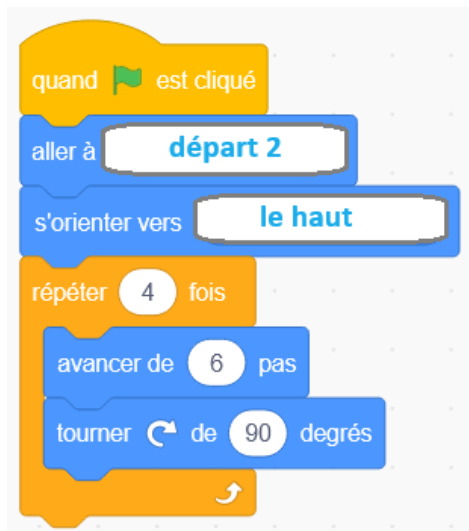 quand est cliqué
aller à départ 2
s'orienter vers le haut
répéter 4 fois
avancer de 6 pas
tourner de 90 degrés